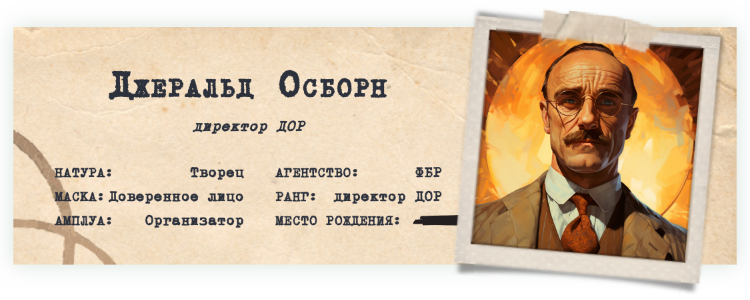 Джеральд Осборн
директор ДОР
НАТУРА: Творец АГЕНТСТВО: ФБР
МАСКА: Доверенное лицо РАНГ: директор ДОР
АМПЛУА: Организатор МЕСТО РОЖДЕНИЯ: